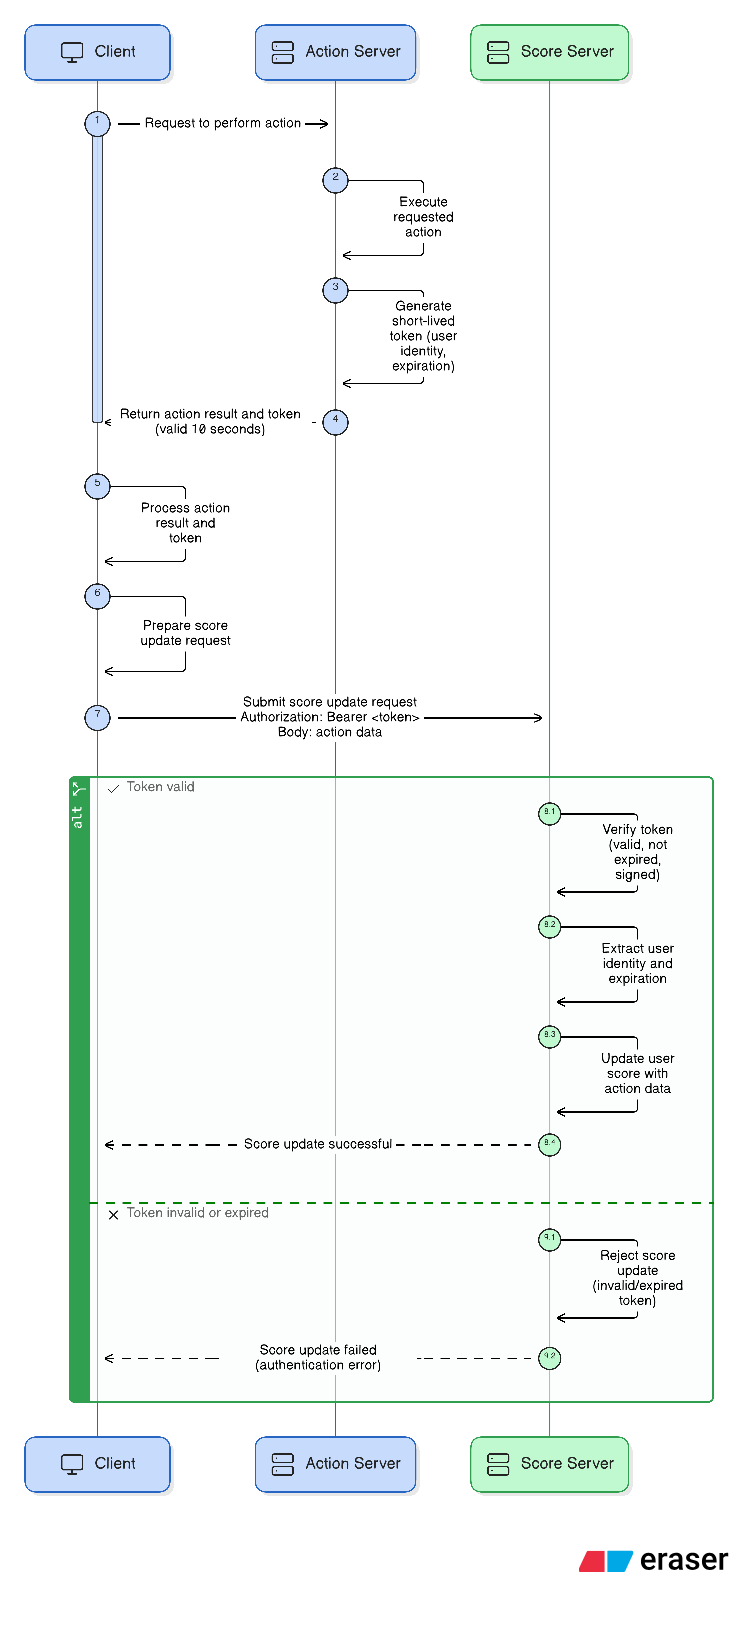 Client
Action Server
Score Server
1
Request to perform action
2
Execute
requested
action
3
Generate
short-lived
token (user
identity,
expiration)
4
Return action result and token
(valid 10 seconds)
5
Process action
result and
token
6
Prepare score
update request
7
Submit score update request
Authorization: Bearer <token>
Body: action data
alt
Token valid
8.1
Verify token
(valid, not
expired,
signed)
8.2
Extract user
identity and
expiration
8.3
Update user
score with
action data
8.4
Score update successful
Token invalid or expired
9.1
Reject score
update
(invalid/expired
token)
9.2
Score update failed
(authentication error)
Client
Action Server
Score Server
eraser